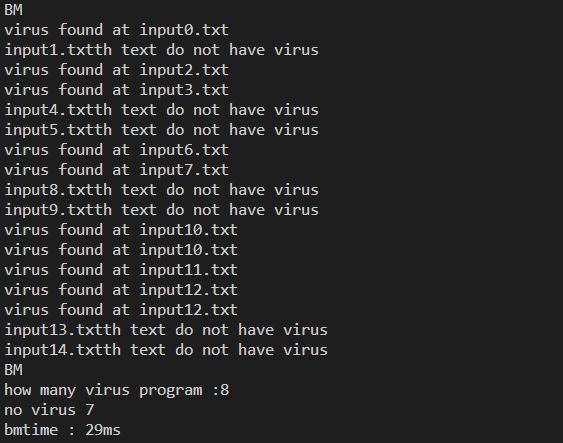 BM
virus found at input0.txt
input1.txtth text do not have virus
virus found at input2.txt
virus found at input3.txt
input4.txtth text do not have virus
input5.txtth text do not have virus
virus found at input6.txt
virus found at input7.txt
input8.txtth text do not have virus
input9.txtth text do not have virus
virus found at input10.txt
virus found at input10.txt
virus found at input11.txt
virus found at input12.txt
virus found at input12.txt
input13.txtth text do not have virus
input14.txtth text do not have virus
BM
how many virus program :8
no virus 7
bmtime : 29ms